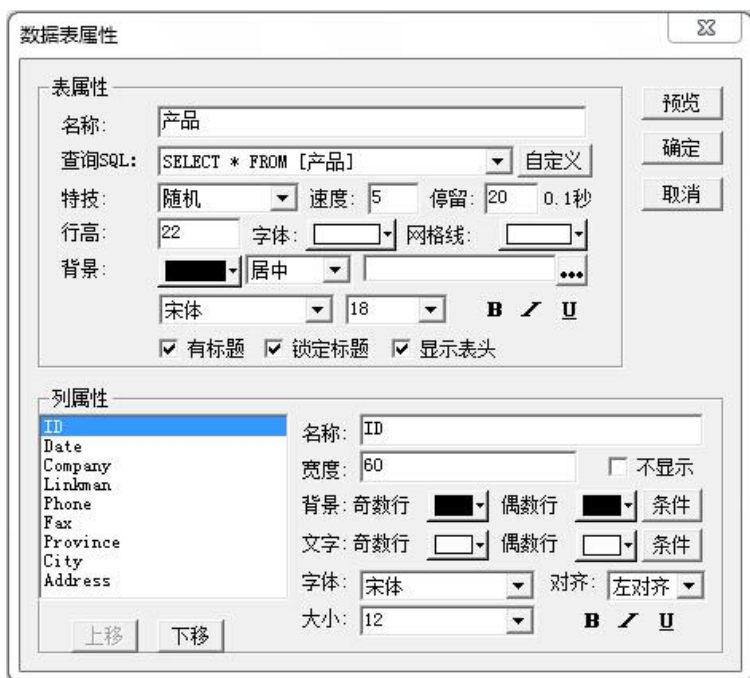 数据表属性
表属性
预览
名称: 产品
确定
查询SQL: SELECT * FROM [产品] 自定义
取消
特技: 随机 速度: 5 停留: 20 0.1秒
行高: 22 字体: 网格线:
背景: 居中 ...
宋体 18 B I U
有标题 锁定标题 显示表头
列属性
ID
Date
Company
Linkman
Phone
Fax
Province
City
Address
上移 下移
名称: ID
宽度: 60 不显示
背景: 奇数行 偶数行 条件
文字: 奇数行 偶数行 条件
字体: 宋体 对齐: 左对齐
大小: 12 B I U